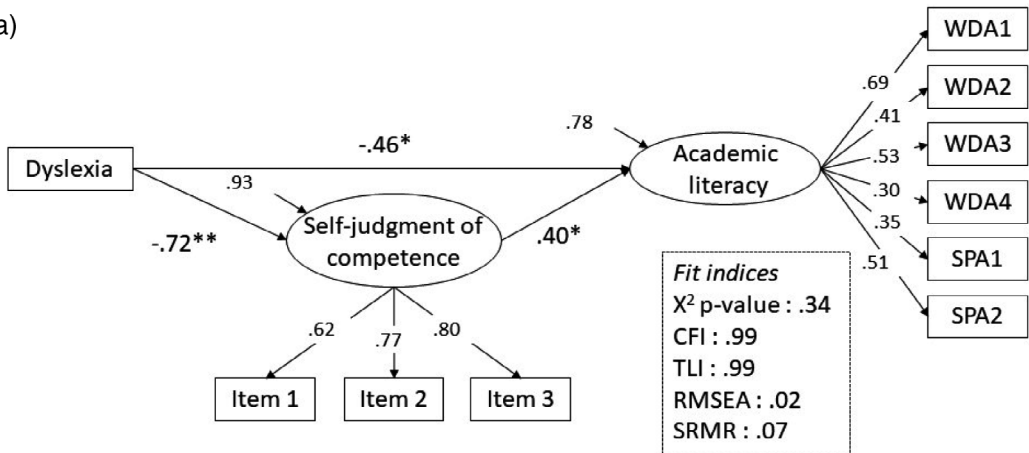 a)
WDA1
.69
WDA2
.41
.78
-.46*
Academic
literacy
.53
WDA3
Dyslexia
.93
.30
WDA4
Self-judgment of
competence
-.72**
.40*
.35
SPA1
.51
SPA2
Fit indices
X² p-value : .34
CFI : .99
TLI : .99
RMSEA : .02
SRMR : .07
.62
.77
.80
Item 1
Item 2
Item 3